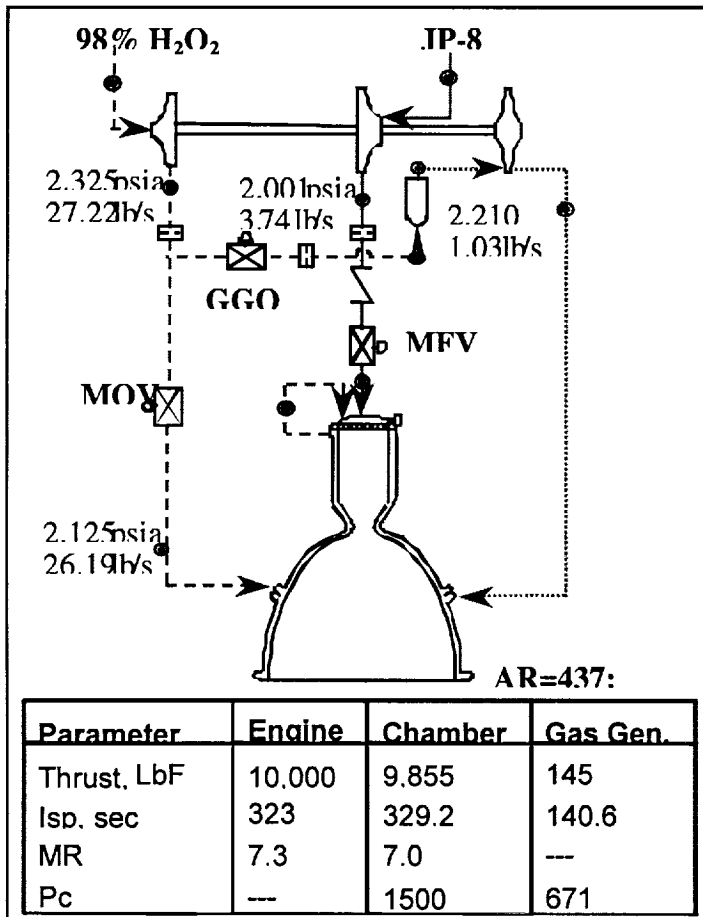 98% H₂O₂
JP-8
2.325psia
27.22lb/s
2.001psia
3.74lb/s
2.210
1.03lb/s
GGO
MFV
MOV
2.125psia
26.19lb/s
AR=437:
Parameter Engine Chamber Gas Gen.
Thrust, LbF 10,000 9,855 145
Isp, sec 323 329.2 140.6
MR 7.3 7.0 ---
Pc --- 1500 671